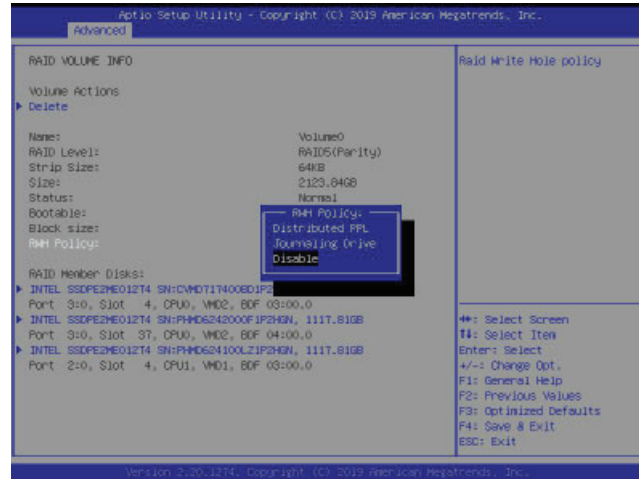 Aptio Setup Utility - Copyright (C) 2019 American Megatrends, Inc.
Advanced
RAID VOLUME INFO
Raid Write Hole policy
Volume Actions
Delete
Name: Volume0
RAID Level: RAID5(Parity)
Strip Size: 64KB
Size: 2123.84GB
Status: Normal
Bootable:
Block size:
RWH Policy:
RWH Policy:
Distributed PPL
Journaling Drive
Disable
RAID Member Disks:
INTEL SSDPE2ME012T4
Port 3:0, Slot 4, CPU0, VMD2, BDF 03:00.0
INTEL SSDPE2ME012T4 SN:PHMD6242000F1P2HGN, 1117.81GB
Port 3:0, Slot 37, CPU0, VMD2, BDF 04:00.0
INTEL SSDPE2ME012T4 SN:PHMD624100LZ1P2HGN, 1117.81GB
Port 2:0, Slot 4, CPU1, VMD1, BDF 03:00.0
↔: Select Screen
↑↓: Select Item
Enter: Select
+/-: Change Opt.
F1: General Help
F2: Previous Values
F3: Optimized Defaults
F4: Save & Exit
ESC: Exit
Version 2.20.1274. Copyright (C) 2019 American Megatrends, Inc.